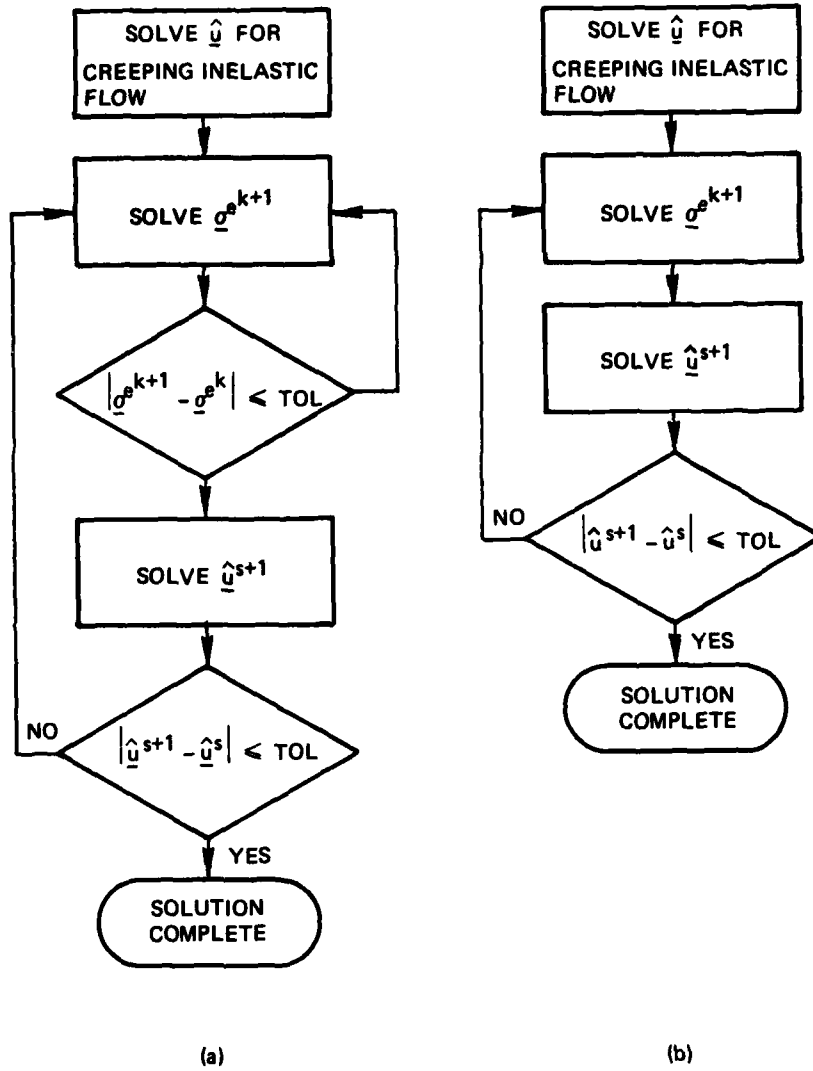 SOLVE û̲ FOR
CREEPING INELASTIC
FLOW
SOLVE σ̲ᵉ ᵏ⁺¹
|σ̲ᵉ ᵏ⁺¹ - σ̲ᵉ ᵏ| ⩽ TOL
SOLVE û̲ˢ⁺¹
NO
|û̲ˢ⁺¹ - û̲ˢ| ⩽ TOL
YES
SOLUTION
COMPLETE
(a)
SOLVE û̲ FOR
CREEPING INELASTIC
FLOW
SOLVE σ̲ᵉ ᵏ⁺¹
SOLVE û̲ˢ⁺¹
NO
|û̲ˢ⁺¹ - û̲ˢ| ⩽ TOL
YES
SOLUTION
COMPLETE
(b)